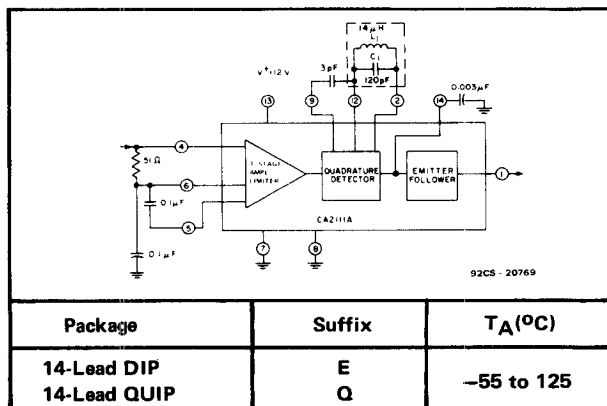 14μH
L1
3pF
C1
120pF
V+=12V
0.003μF
13
9
12
2
14
4
51Ω
6
0.1μF
5
0.1μF
AMPL
LIMITER
QUADRATURE
DETECTOR
EMITTER
FOLLOWER
1
CA2111A
7
8
92CS - 20769
Package Suffix TA(ºC)
14-Lead DIP E
14-Lead QUIP Q
−55 to 125